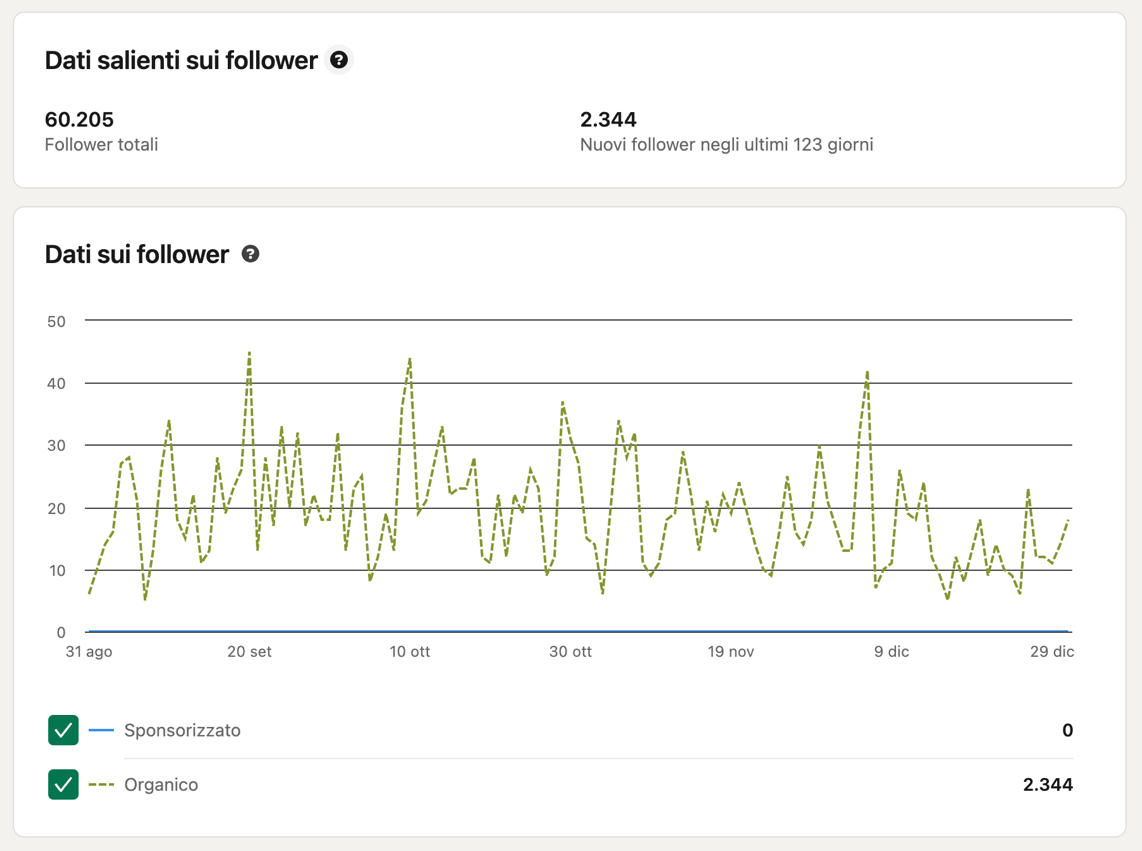 Dati salienti sui follower ?
60.205
Follower totali
2.344
Nuovi follower negli ultimi 123 giorni
Dati sui follower ?
50
40
30
20
10
0
31 ago 20 set 10 ott 30 ott 19 nov 9 dic 29 dic
Sponsorizzato 0
Organico 2.344